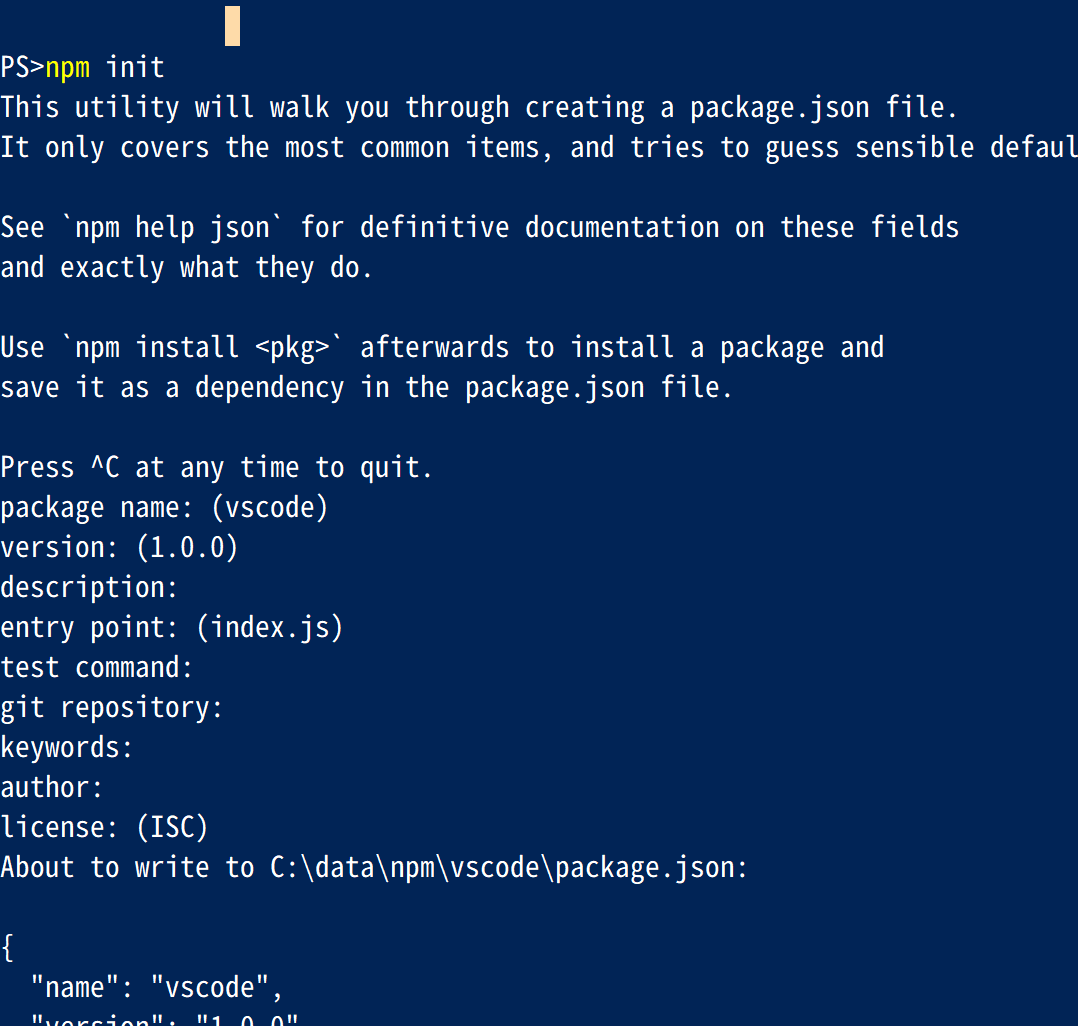 PS>npm init
This utility will walk you through creating a package.json file.
It only covers the most common items, and tries to guess sensible defaul
See `npm help json` for definitive documentation on these fields
and exactly what they do.
Use `npm install <pkg>` afterwards to install a package and
save it as a dependency in the package.json file.
Press ^C at any time to quit.
package name: (vscode)
version: (1.0.0)
description:
entry point: (index.js)
test command:
git repository:
keywords:
author:
license: (ISC)
About to write to C:\data\npm\vscode\package.json:
{
"name": "vscode",
"version": "1.0.0"